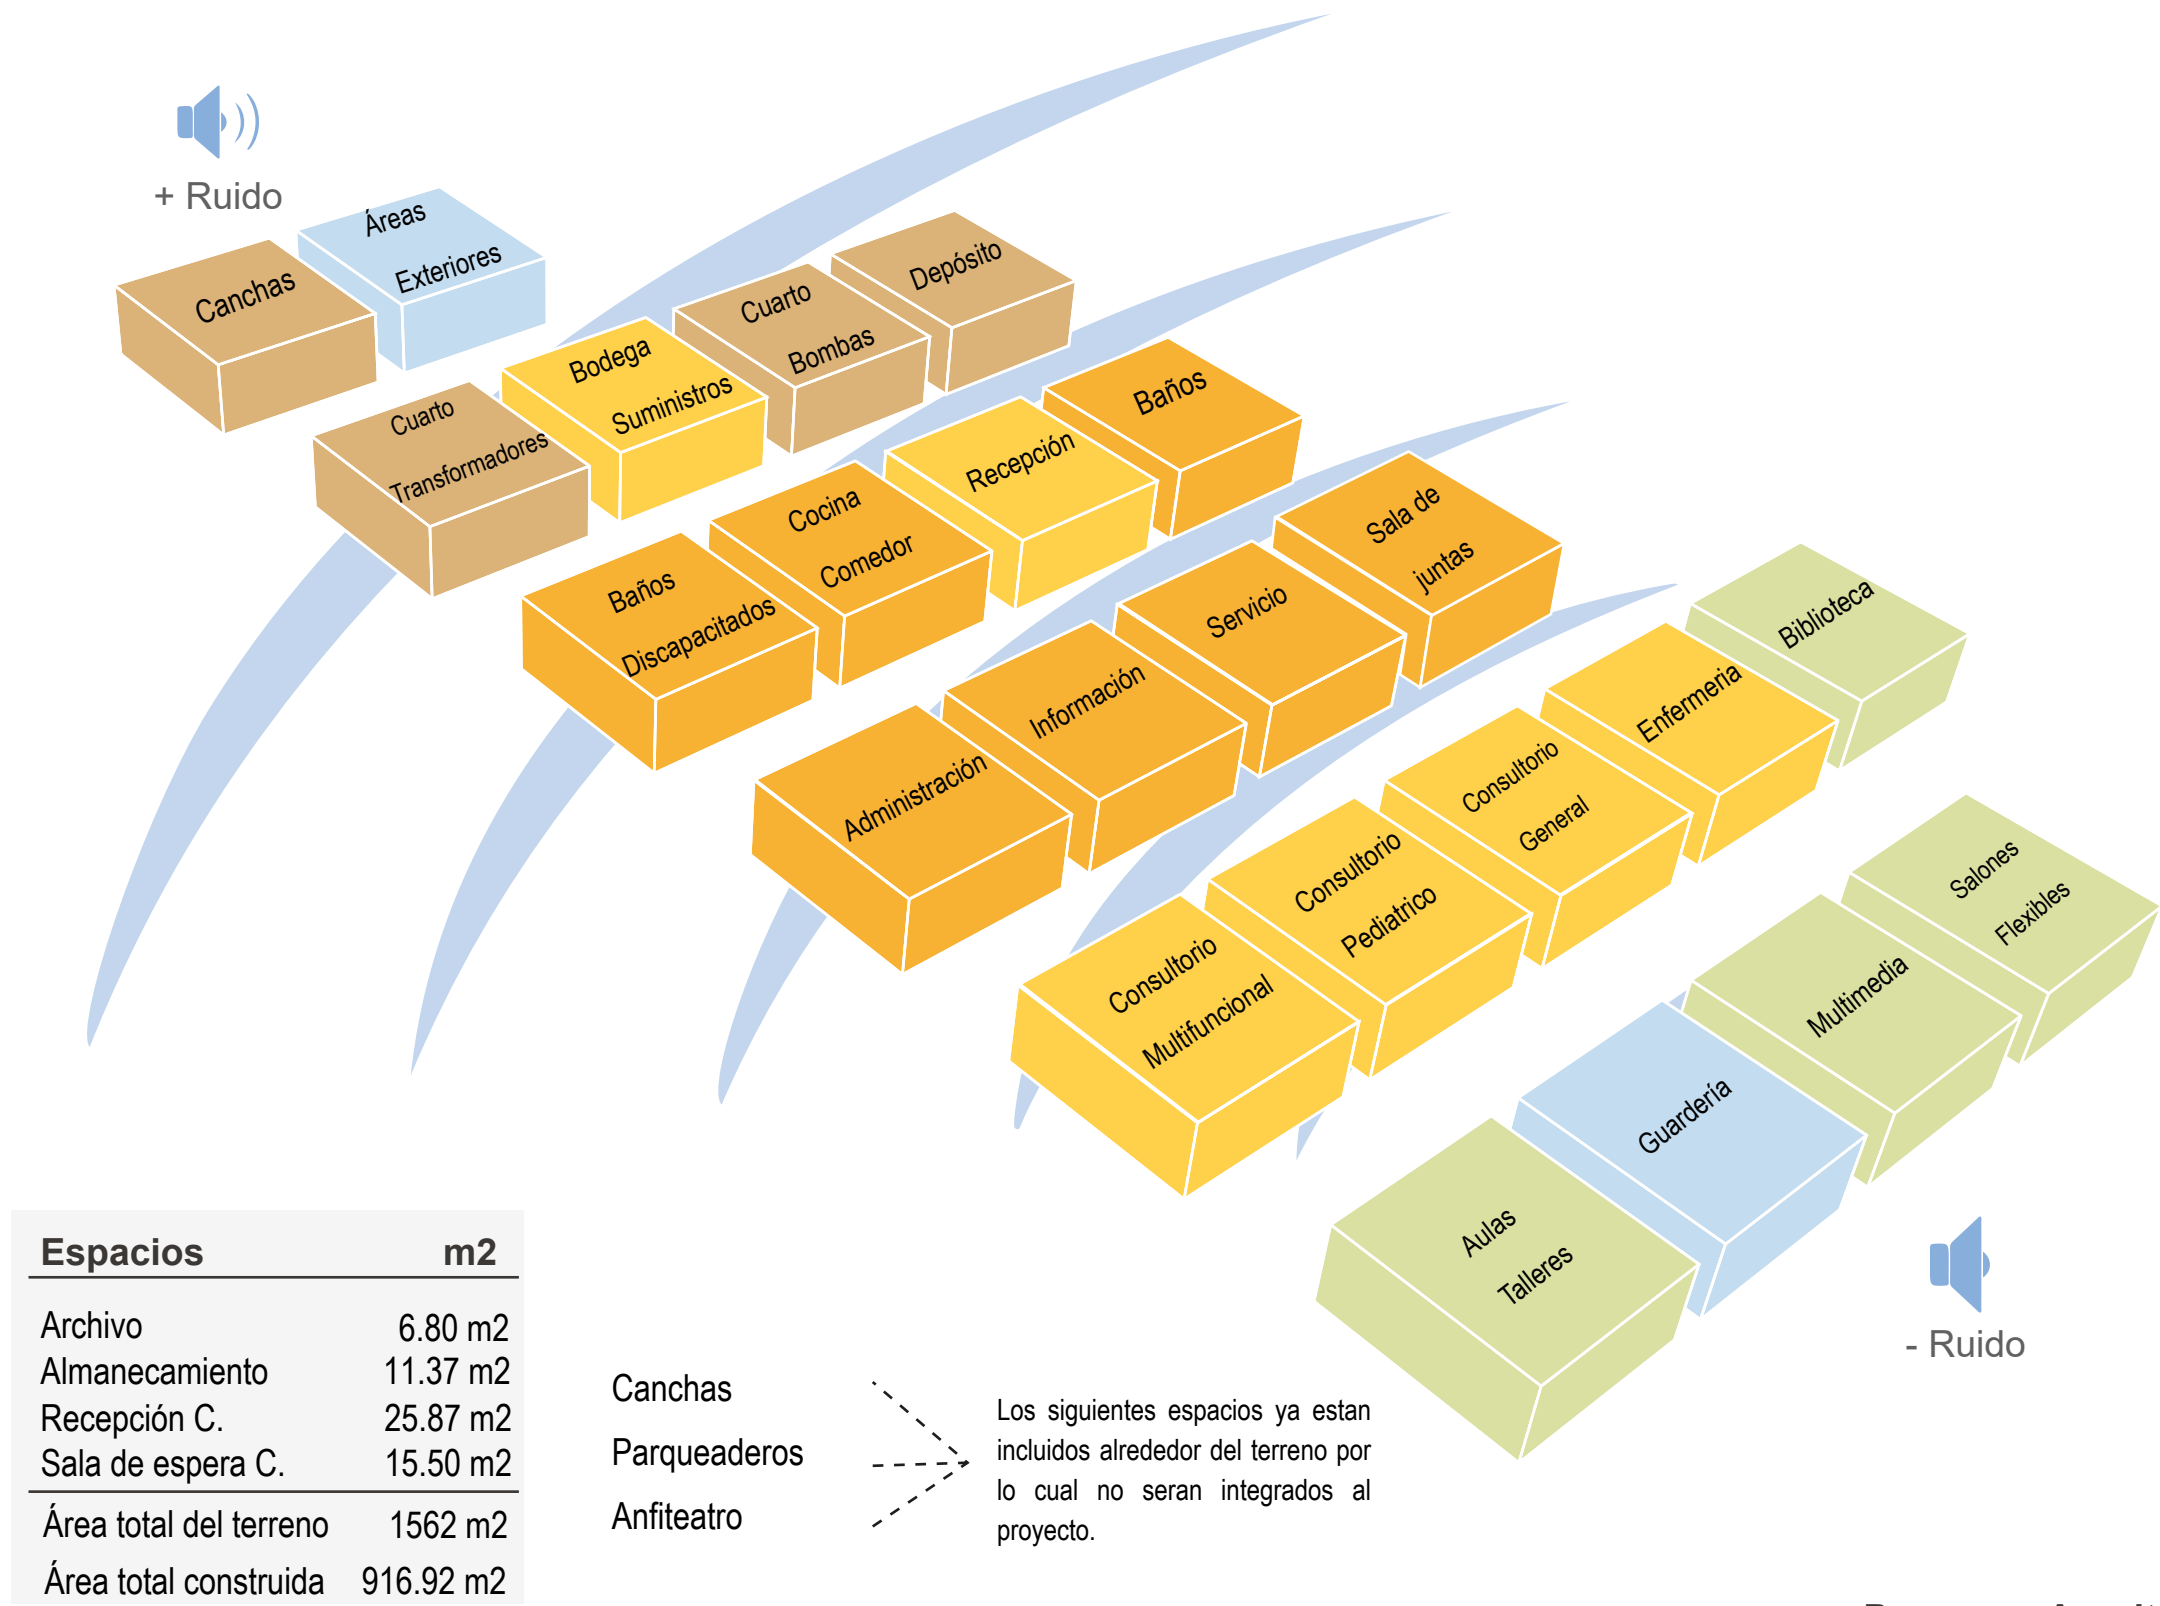 + Ruido
Áreas
Exteriores
Canchas
Depósito
Cuarto
Bombas
Bodega
Suministros
Cuarto
Transformadores
Baños
Recepción
Cocina
Comedor
Baños
Discapacitados
Sala de
juntas
Servicio
Información
Administración
Biblioteca
Enfermeria
Consultorio
General
Consultorio
Pediatrico
Consultorio
Multifuncional
Salones
Flexibles
Multimedia
Guardería
Aulas
Talleres
- Ruido
Espacios m2
Archivo 6.80 m2
Almanecamiento 11.37 m2
Recepción C. 25.87 m2
Sala de espera C. 15.50 m2
Área total del terreno 1562 m2
Área total construida 916.92 m2
Canchas
Parqueaderos
Anfiteatro
Los siguientes espacios ya estan
incluidos alrededor del terreno por
lo cual no seran integrados al
proyecto.